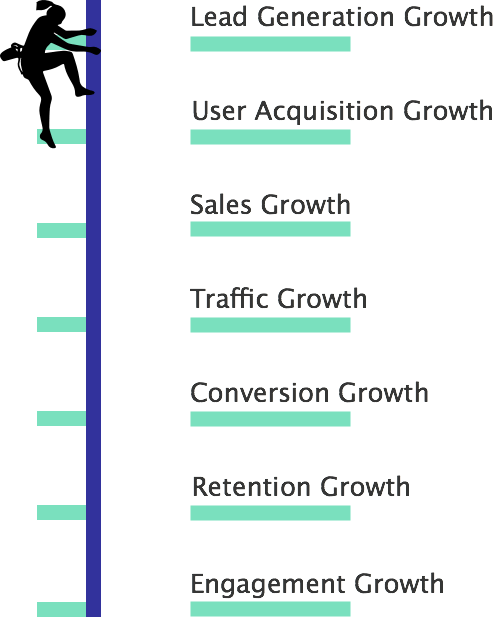 Lead Generation Growth
User Acquisition Growth
Sales Growth
Traffic Growth
Conversion Growth
Retention Growth
Engagement Growth